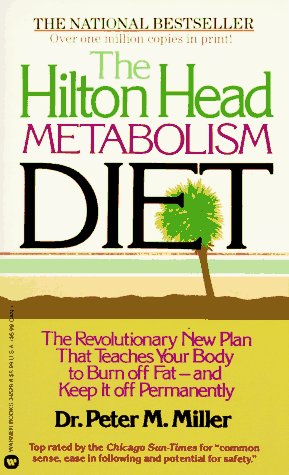 THE NATIONAL BESTSELLER
Over one million copies in print!
The
Hilton Head
METABOLISM
DIET
The Revolutionary New Plan
That Teaches Your Body
to Burn off Fat—and
Keep It off Permanently
Dr. Peter M. Miller
Top rated by the Chicago Sun-Times for "common
sense, ease in following and potential for safety."
WARNER BOOKS